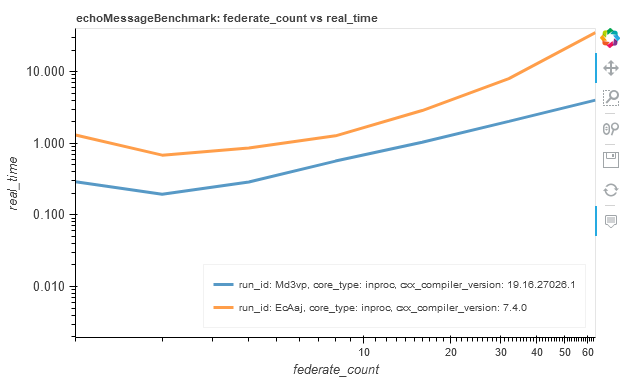 echoMessageBenchmark: federate_count vs real_time
10.000
1.000
0.100
0.010
real_time
run_id: Md3vp, core_type: inproc, cxx_compiler_version: 19.16.27026.1
run_id: EcAaj, core_type: inproc, cxx_compiler_version: 7.4.0
10 20 30 40 50 60
federate_count